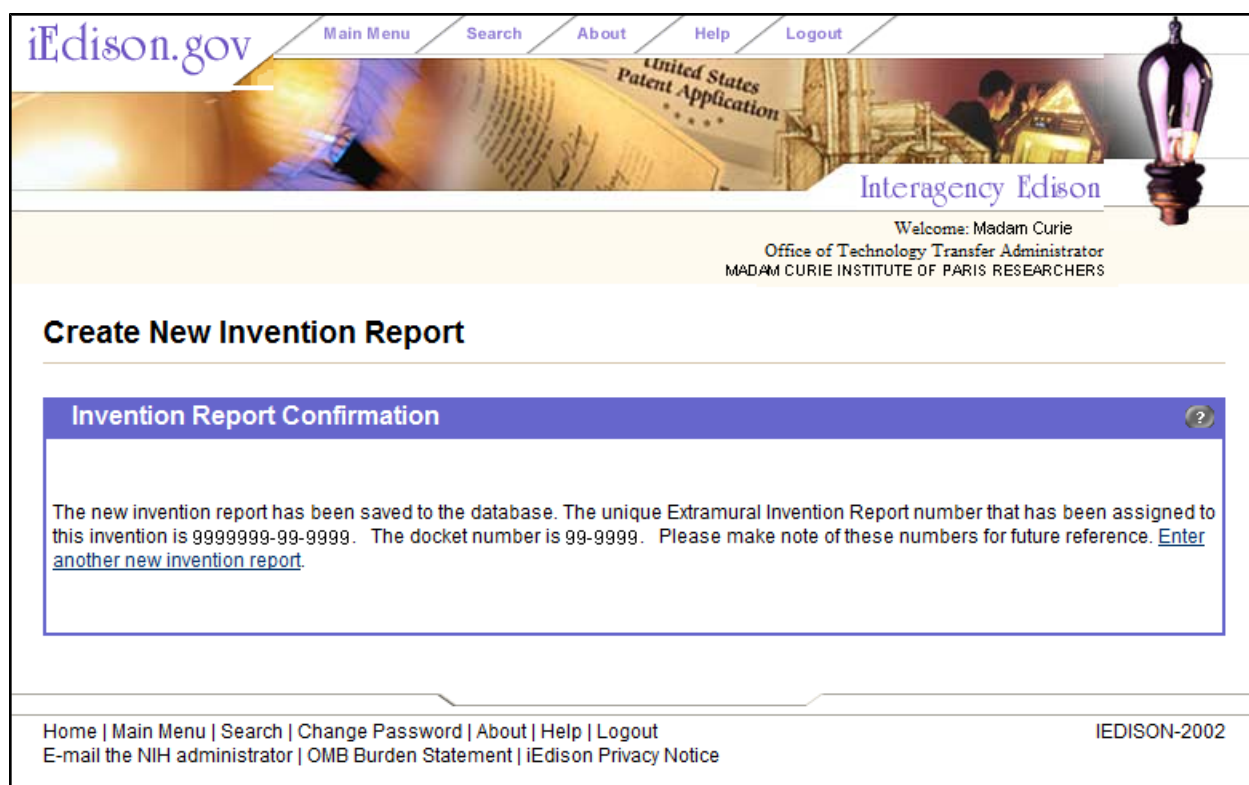 iEdison.gov
Main Menu Search About Help Logout
United States
Patent Application
Interagency Edison
Welcome: Madam Curie
Office of Technology Transfer Administrator
MADAM CURIE INSTITUTE OF PARIS RESEARCHERS
Create New Invention Report
Invention Report Confirmation ?
The new invention report has been saved to the database. The unique Extramural Invention Report number that has been assigned to
this invention is 9999999-99-9999. The docket number is 99-9999. Please make note of these numbers for future reference. Enter
another new invention report.
Home | Main Menu | Search | Change Password | About | Help | Logout IEDISON-2002
E-mail the NIH administrator | OMB Burden Statement | iEdison Privacy Notice